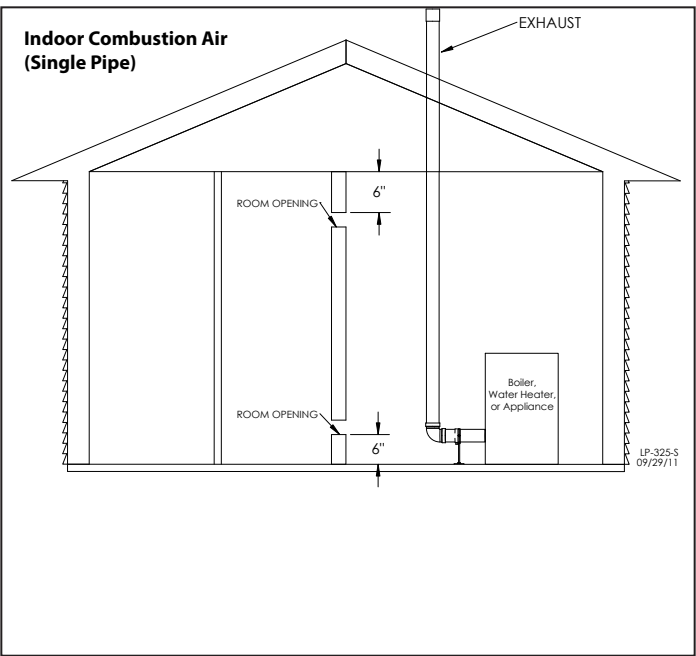 Indoor Combustion Air
(Single Pipe)
EXHAUST
6"
ROOM OPENING
Boiler,
Water Heater,
or Appliance
ROOM OPENING
6"
LP-325-S
09/29/11